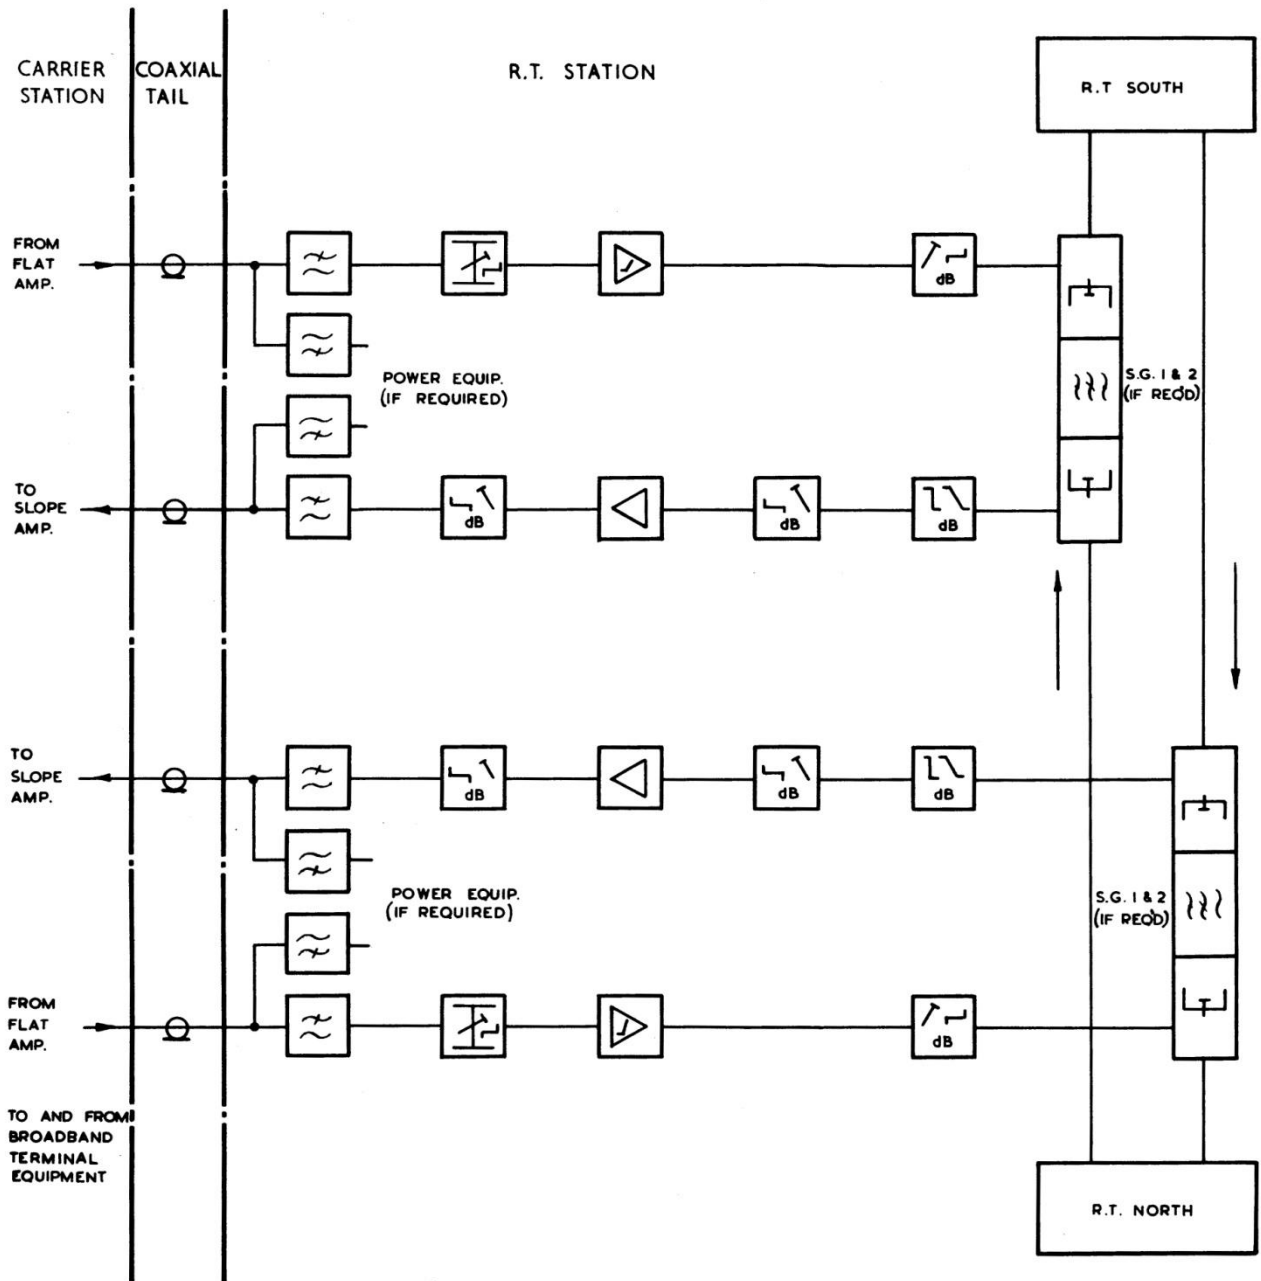 CARRIER
STATION
COAXIAL
TAIL
R.T. STATION
R.T SOUTH
FROM
FLAT
AMP.
dB
S.G. 1 & 2
(IF REQ'D)
POWER EQUIP.
(IF REQUIRED)
TO
SLOPE
AMP.
dB
dB
dB
TO
SLOPE
AMP.
dB
dB
dB
POWER EQUIP.
(IF REQUIRED)
S.G. 1 & 2
(IF REQ'D)
FROM
FLAT
AMP.
dB
TO AND FROM
BROADBAND
TERMINAL
EQUIPMENT
R.T. NORTH